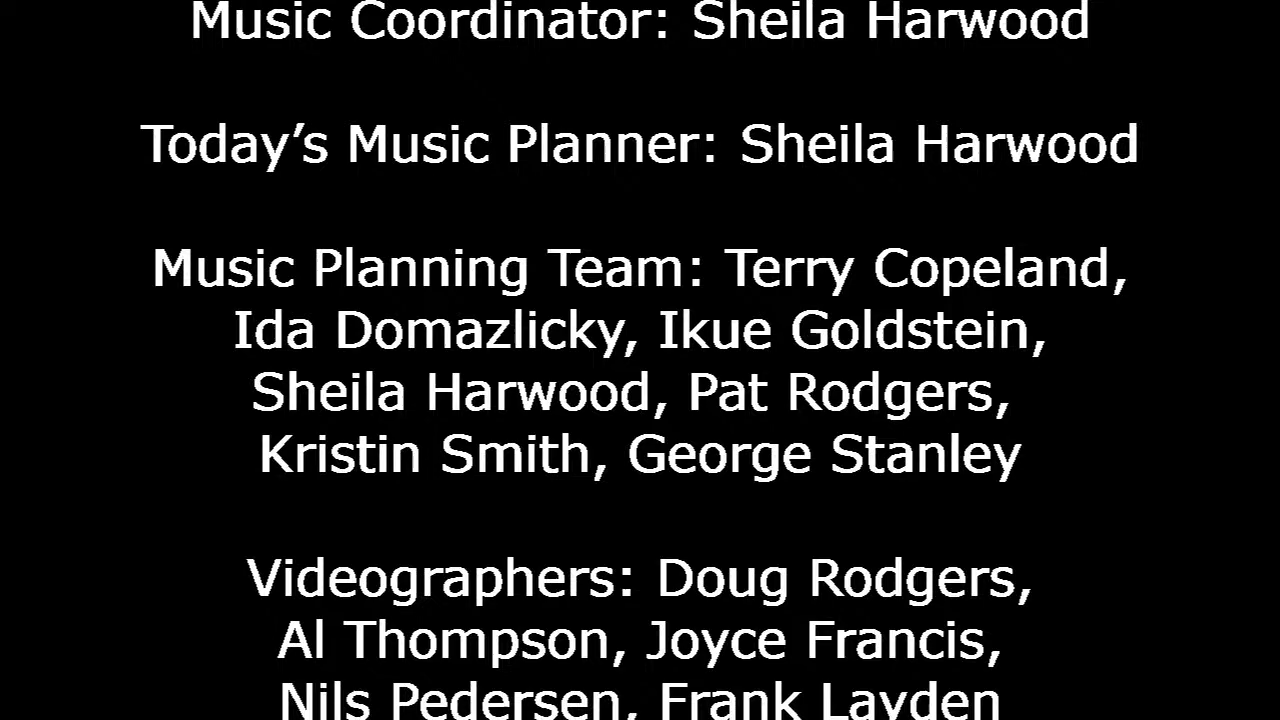 Music Coordinator: Sheila Harwood
Today’s Music Planner: Sheila Harwood
Music Planning Team: Terry Copeland,
Ida Domazlicky, Ikue Goldstein,
Sheila Harwood, Pat Rodgers,
Kristin Smith, George Stanley
Videographers: Doug Rodgers,
Al Thompson, Joyce Francis,
Nils Pedersen, Frank Layden